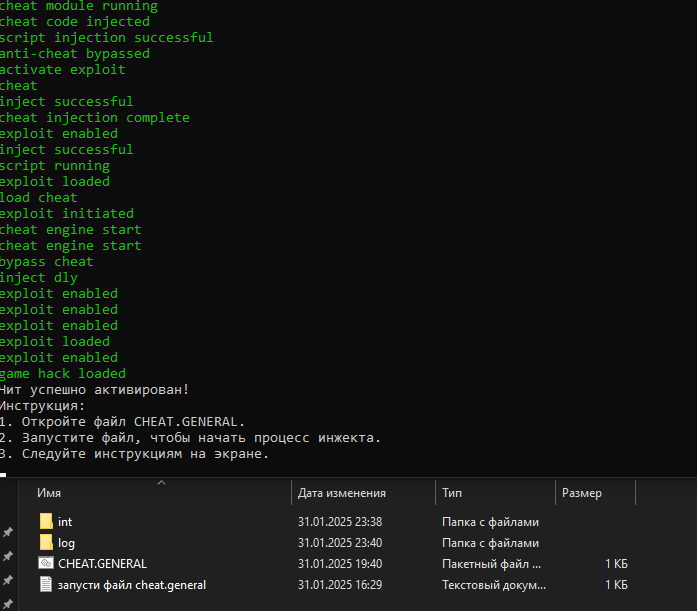 cheat module running
cheat code injected
script injection successful
anti-cheat bypassed
activate exploit
cheat
inject successful
cheat injection complete
exploit enabled
inject successful
script running
exploit loaded
load cheat
exploit initiated
cheat engine start
cheat engine start
bypass cheat
inject dly
exploit enabled
exploit enabled
exploit enabled
exploit loaded
exploit enabled
game hack loaded
Чит успешно активирован!
Инструкция:
1. Откройте файл CHEAT.GENERAL.
2. Запустите файл, чтобы начать процесс инжекта.
3. Следуйте инструкциям на экране.
Имя Дата изменения Тип Размер
int 31.01.2025 23:38 Папка с файлами
log 31.01.2025 23:40 Папка с файлами
CHEAT.GENERAL 31.01.2025 19:40 Пакетный файл ... 1 КБ
запусти файл cheat.general 31.01.2025 16:29 Текстовый докум... 1 КБ